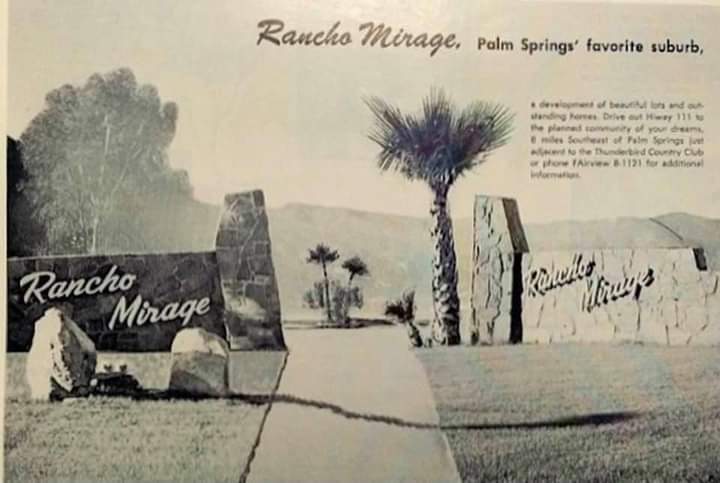 Rancho Mirage. Palm Springs' favorite suburb,
a development of beautiful lots and out-
standing homes. Drive out Hiway 111 to
the planned community of your dreams,
8 miles Southeast of Palm Springs just
adjacent to the Thunderbird Country Club
or phone FAirview 8-1121 for additional
information.
Rancho
Mirage
Rancho
Mirage